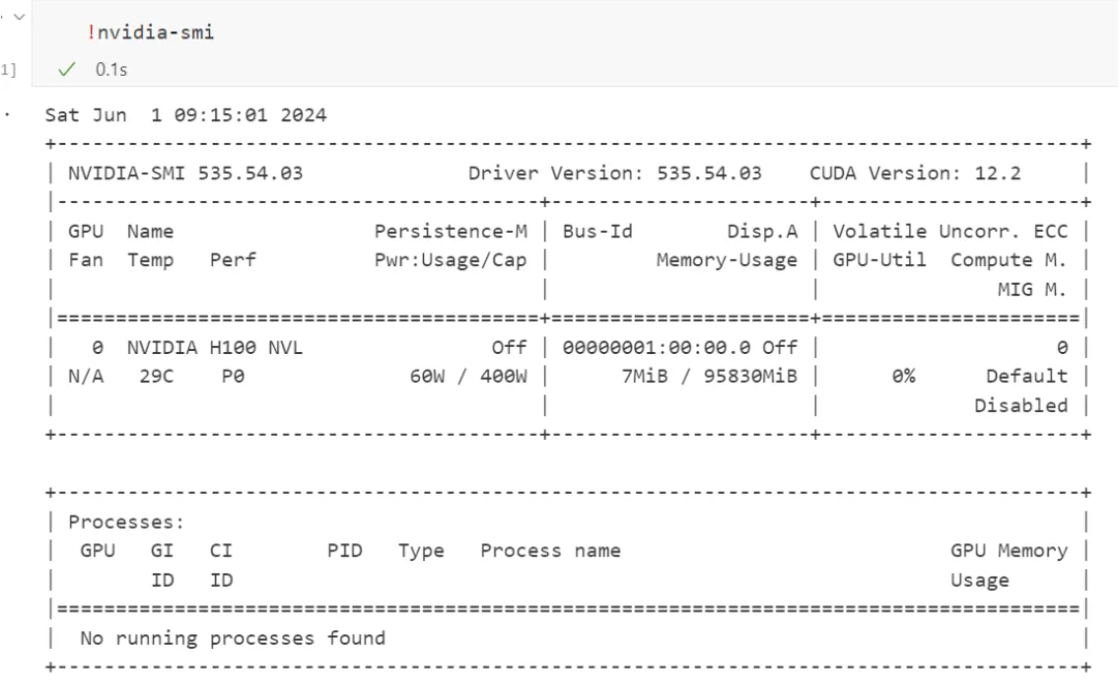 !nvidia-smi
1] ✓ 0.1s
Sat Jun  1 09:15:01 2024
+---------------------------------------------------------------------------------------+
| NVIDIA-SMI 535.54.03              Driver Version: 535.54.03    CUDA Version: 12.2     |
|-----------------------------------------+----------------------+----------------------+
| GPU  Name                 Persistence-M | Bus-Id        Disp.A | Volatile Uncorr. ECC |
| Fan  Temp   Perf          Pwr:Usage/Cap |         Memory-Usage | GPU-Util  Compute M. |
|                                         |                      |               MIG M. |
|=========================================+======================+======================|
|   0  NVIDIA H100 NVL                Off | 00000001:00:00.0 Off |                    0 |
| N/A   29C    P0              60W / 400W |      7MiB / 95830MiB |      0%      Default |
|                                         |                      |             Disabled |
+-----------------------------------------+----------------------+----------------------+
+---------------------------------------------------------------------------------------+
| Processes:                                                                            |
|  GPU   GI   CI        PID   Type   Process name                            GPU Memory |
|        ID   ID                                                             Usage      |
|=======================================================================================|
|  No running processes found                                                           |
+---------------------------------------------------------------------------------------+